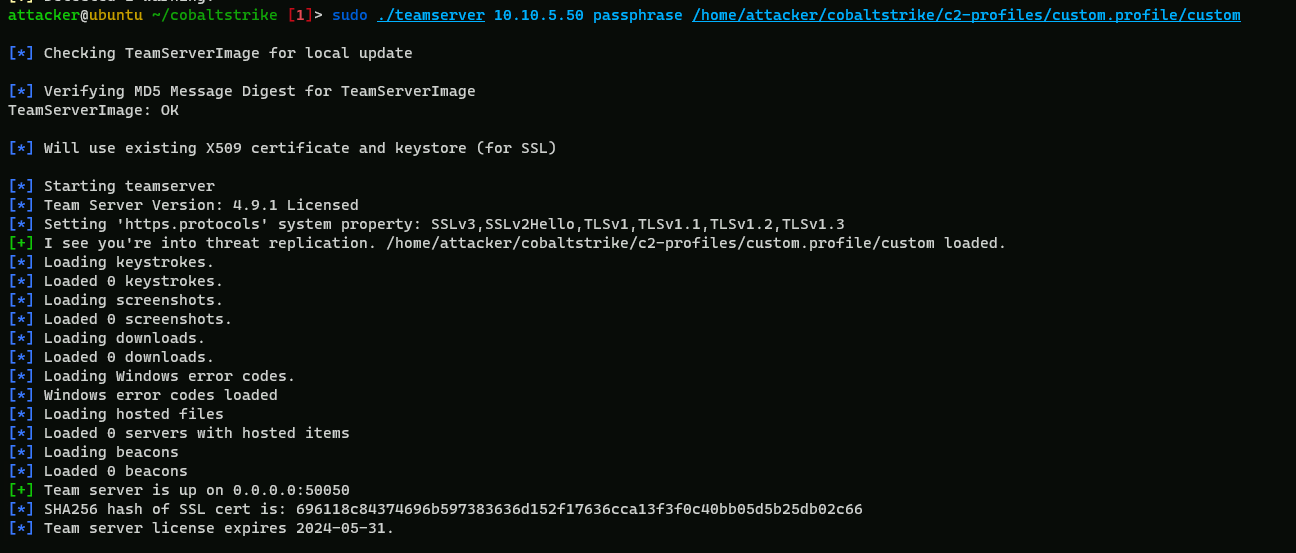 attacker@ubuntu ~/cobaltstrike [1]> sudo ./teamserver 10.10.5.50 passphrase /home/attacker/cobaltstrike/c2-profiles/custom.profile/custom
[*] Checking TeamServerImage for local update
[*] Verifying MD5 Message Digest for TeamServerImage
TeamServerImage: OK
[*] Will use existing X509 certificate and keystore (for SSL)
[*] Starting teamserver
[*] Team Server Version: 4.9.1 Licensed
[*] Setting 'https.protocols' system property: SSLv3,SSLv2Hello,TLSv1,TLSv1.1,TLSv1.2,TLSv1.3
[+] I see you're into threat replication. /home/attacker/cobaltstrike/c2-profiles/custom.profile/custom loaded.
[*] Loading keystrokes.
[*] Loaded 0 keystrokes.
[*] Loading screenshots.
[*] Loaded 0 screenshots.
[*] Loading downloads.
[*] Loaded 0 downloads.
[*] Loading Windows error codes.
[*] Windows error codes loaded
[*] Loading hosted files
[*] Loaded 0 servers with hosted items
[*] Loading beacons
[*] Loaded 0 beacons
[+] Team server is up on 0.0.0.0:50050
[*] SHA256 hash of SSL cert is: 696118c84374696b597383636d152f17636cca13f3f0c40bb05d5b25db02c66
[*] Team server license expires 2024-05-31.